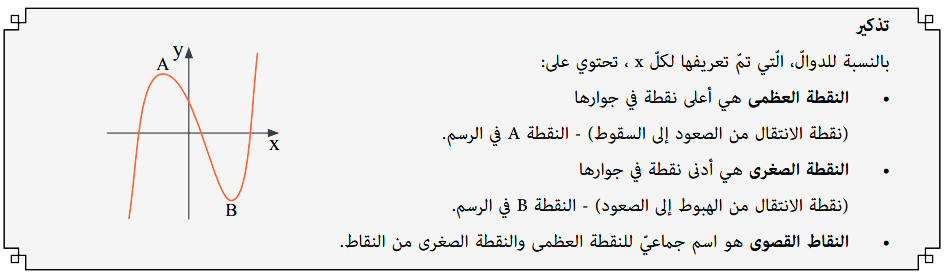 تذكير
بالنسبة للدوالّ، الّتي تمّ تعريفها لكلّ x ، تحتوي على:
• النقطة العظمى هي أعلى نقطة في جوارها
(نقطة الانتقال من الصعود إلى السقوط) - النقطة A في الرسم.
• النقطة الصغرى هي أدنى نقطة في جوارها
(نقطة الانتقال من الهبوط إلى الصعود) - النقطة B في الرسم.
• النقاط القصوى هو اسم جماعيّ للنقطة العظمى والنقطة الصغرى من النقاط.
y
A
x
B